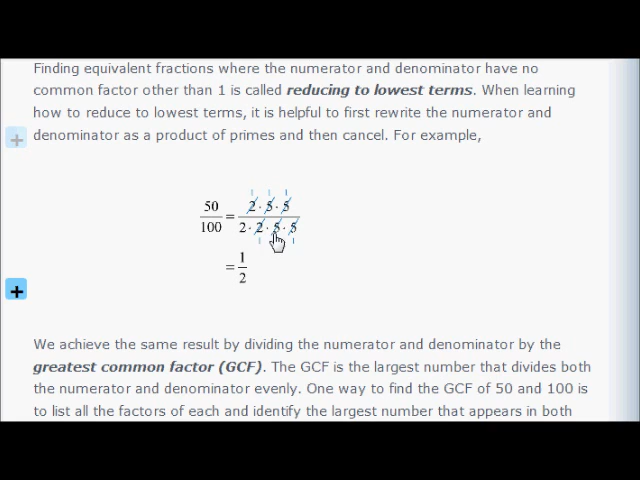 Finding equivalent fractions where the numerator and denominator have no
common factor other than 1 is called reducing to lowest terms. When learning
how to reduce to lowest terms, it is helpful to first rewrite the numerator and
denominator as a product of primes and then cancel. For example,
1 1 1
50/100 = 2 · 5 · 5 / 2 · 2 · 5 · 5
1 1
= 1/2
We achieve the same result by dividing the numerator and denominator by the
greatest common factor (GCF). The GCF is the largest number that divides both
the numerator and denominator evenly. One way to find the GCF of 50 and 100 is
to list all the factors of each and identify the largest number that appears in both